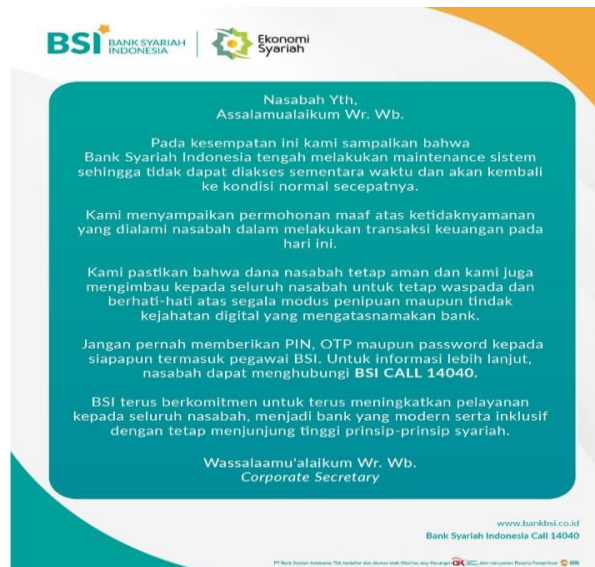 BSI BANK SYARIAH INDONESIA
Ekonomi Syariah
Nasabah Yth,
Assalamualaikum Wr. Wb.
Pada kesempatan ini kami sampaikan bahwa
Bank Syariah Indonesia tengah melakukan maintenance sistem
sehingga tidak dapat diakses sementara waktu dan akan kembali
ke kondisi normal secepatnya.
Kami menyampaikan permohonan maaf atas ketidaknyamanan
yang dialami nasabah dalam melakukan transaksi keuangan pada
hari ini.
Kami pastikan bahwa dana nasabah tetap aman dan kami juga
mengimbau kepada seluruh nasabah untuk tetap waspada dan
berhati-hati atas segala modus penipuan maupun tindak
kejahatan digital yang mengatasnamakan bank.
Jangan pernah memberikan PIN, OTP maupun password kepada
siapapun termasuk pegawai BSI. Untuk informasi lebih lanjut,
nasabah dapat menghubungi BSI CALL 14040.
BSI terus berkomitmen untuk terus meningkatkan pelayanan
kepada seluruh nasabah, menjadi bank yang modern serta inklusif
dengan tetap menjunjung tinggi prinsip-prinsip syariah.
Wassalaamu'alaikum Wr. Wb.
Corporate Secretary
www.bankbsi.co.id
Bank Syariah Indonesia Call 14040